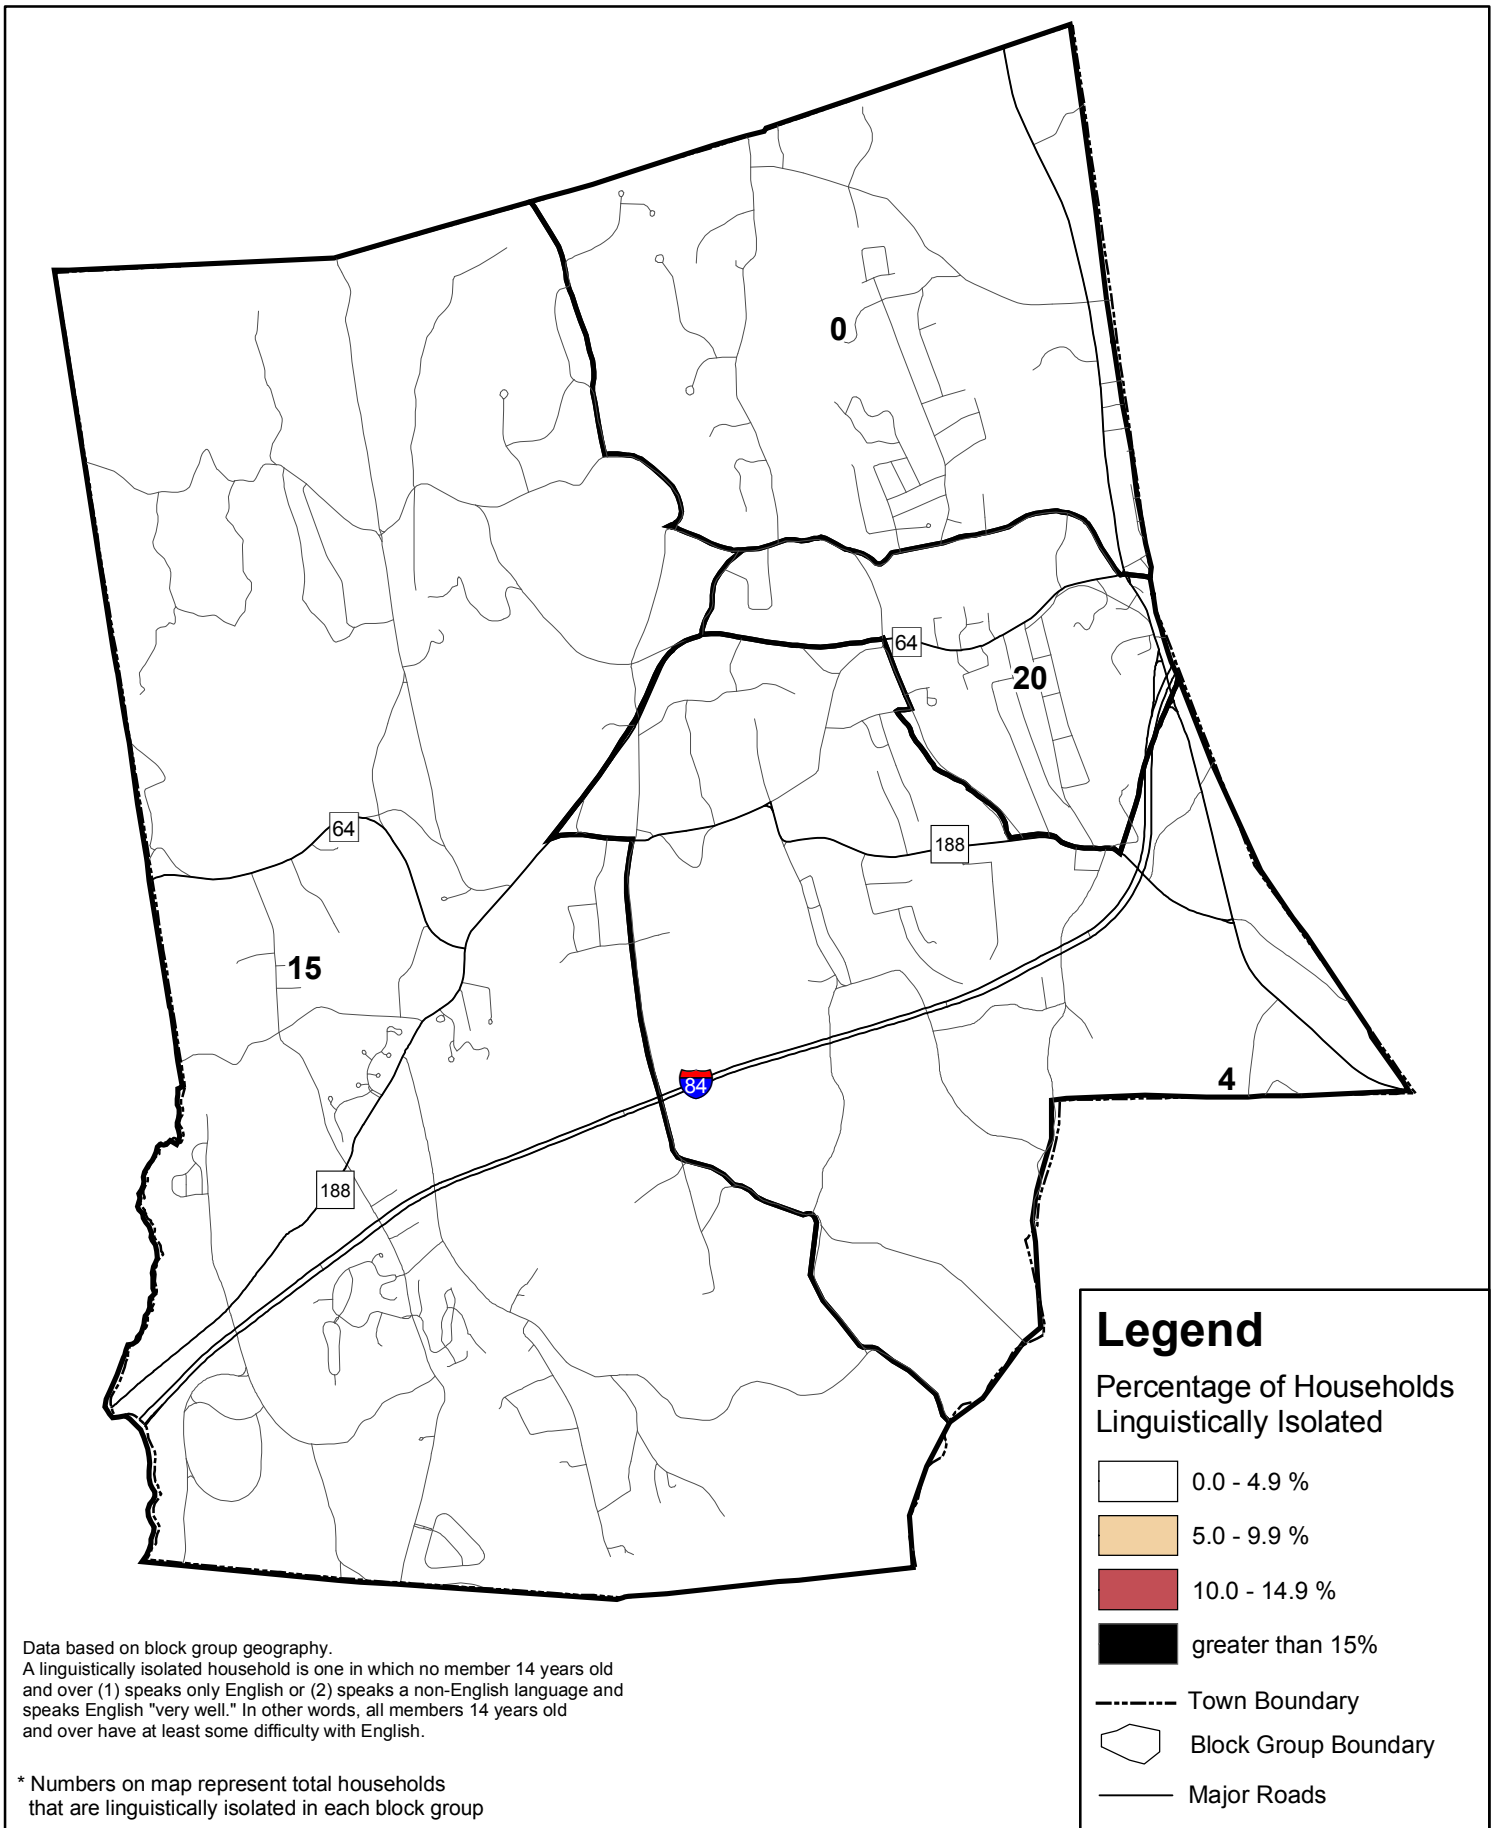 0
64
20
64
188
15
84
4
188
Legend
Percentage of Households
Linguistically Isolated
0.0 - 4.9 %
5.0 - 9.9 %
10.0 - 14.9 %
greater than 15%
Town Boundary
Block Group Boundary
Major Roads
Data based on block group geography.
A linguistically isolated household is one in which no member 14 years old
and over (1) speaks only English or (2) speaks a non-English language and
speaks English "very well." In other words, all members 14 years old
and over have at least some difficulty with English.
* Numbers on map represent total households
that are linguistically isolated in each block group